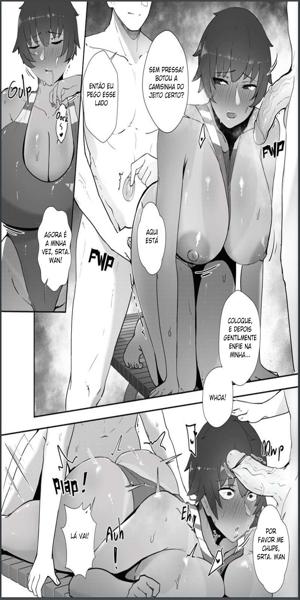 Gulp
ENTÃO EU
PEGO ESSE
LADO
SEM PRESSA!
BOTOU A
CAMSINHA DO
JEITO CERTO?
FWP
AQUI
ESTÁ
AGORA É
A MINHA
VEZ, SRTA.
WAN!
FWP
COLOQUE,
E DEPOIS
GENTILMENTE
ENFIE NA
MINHA...
WHOA!
Plap!
LÁ VAI!
Auh
POR
FAVOR ME
CHUPE,
SRTA. WAN